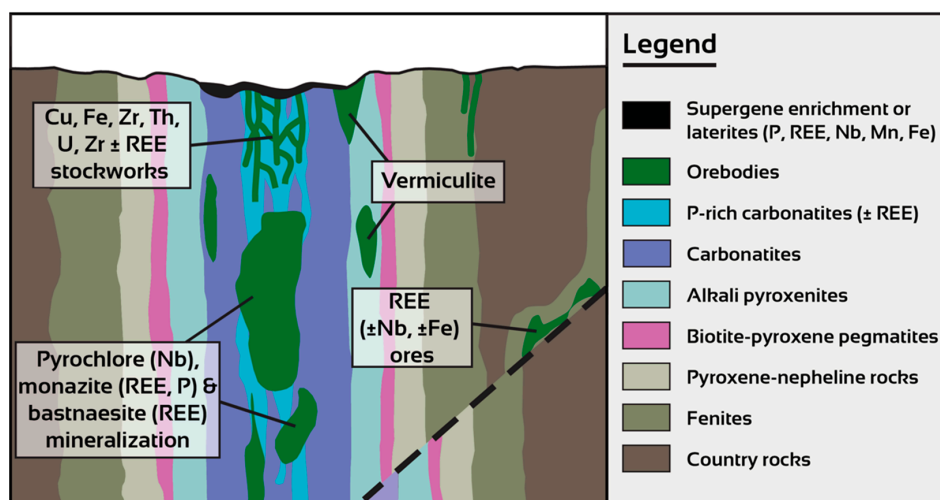 Cu, Fe, Zr, Th,
U, Zr ± REE
stockworks
Vermiculite
REE
(±Nb, ±Fe)
ores
Pyrochlore (Nb),
monazite (REE, P) &
bastnaesite (REE)
mineralization
Legend
Supergene enrichment or
laterites (P, REE, Nb, Mn, Fe)
Orebodies
P-rich carbonatites (± REE)
Carbonatites
Alkali pyroxenites
Biotite-pyroxene pegmatites
Pyroxene-nepheline rocks
Fenites
Country rocks